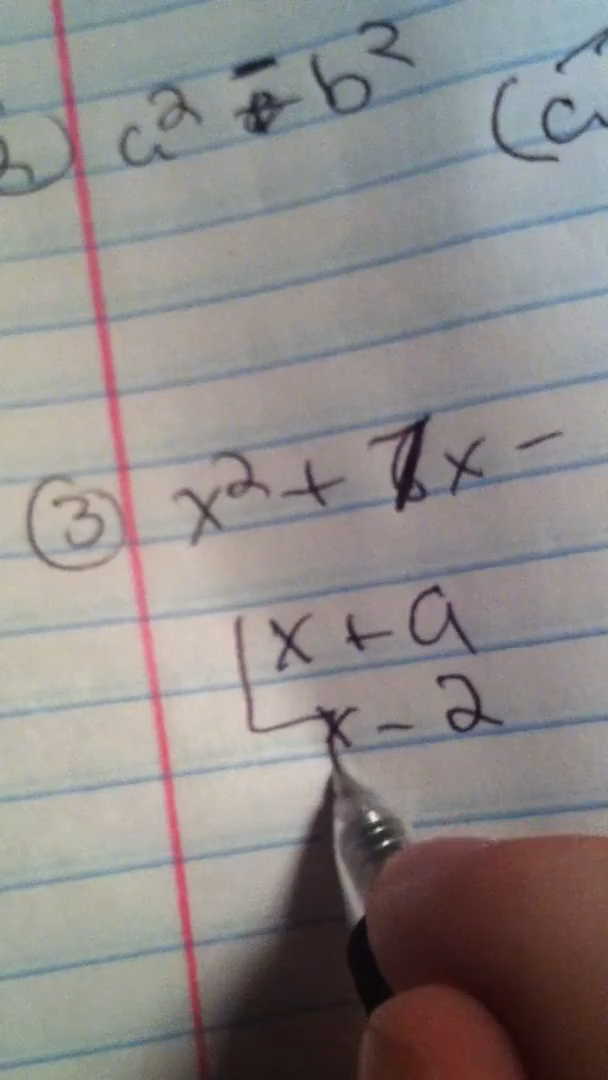 2) a² - b² (a
③ x² + 7x -
x + 9
x - 2